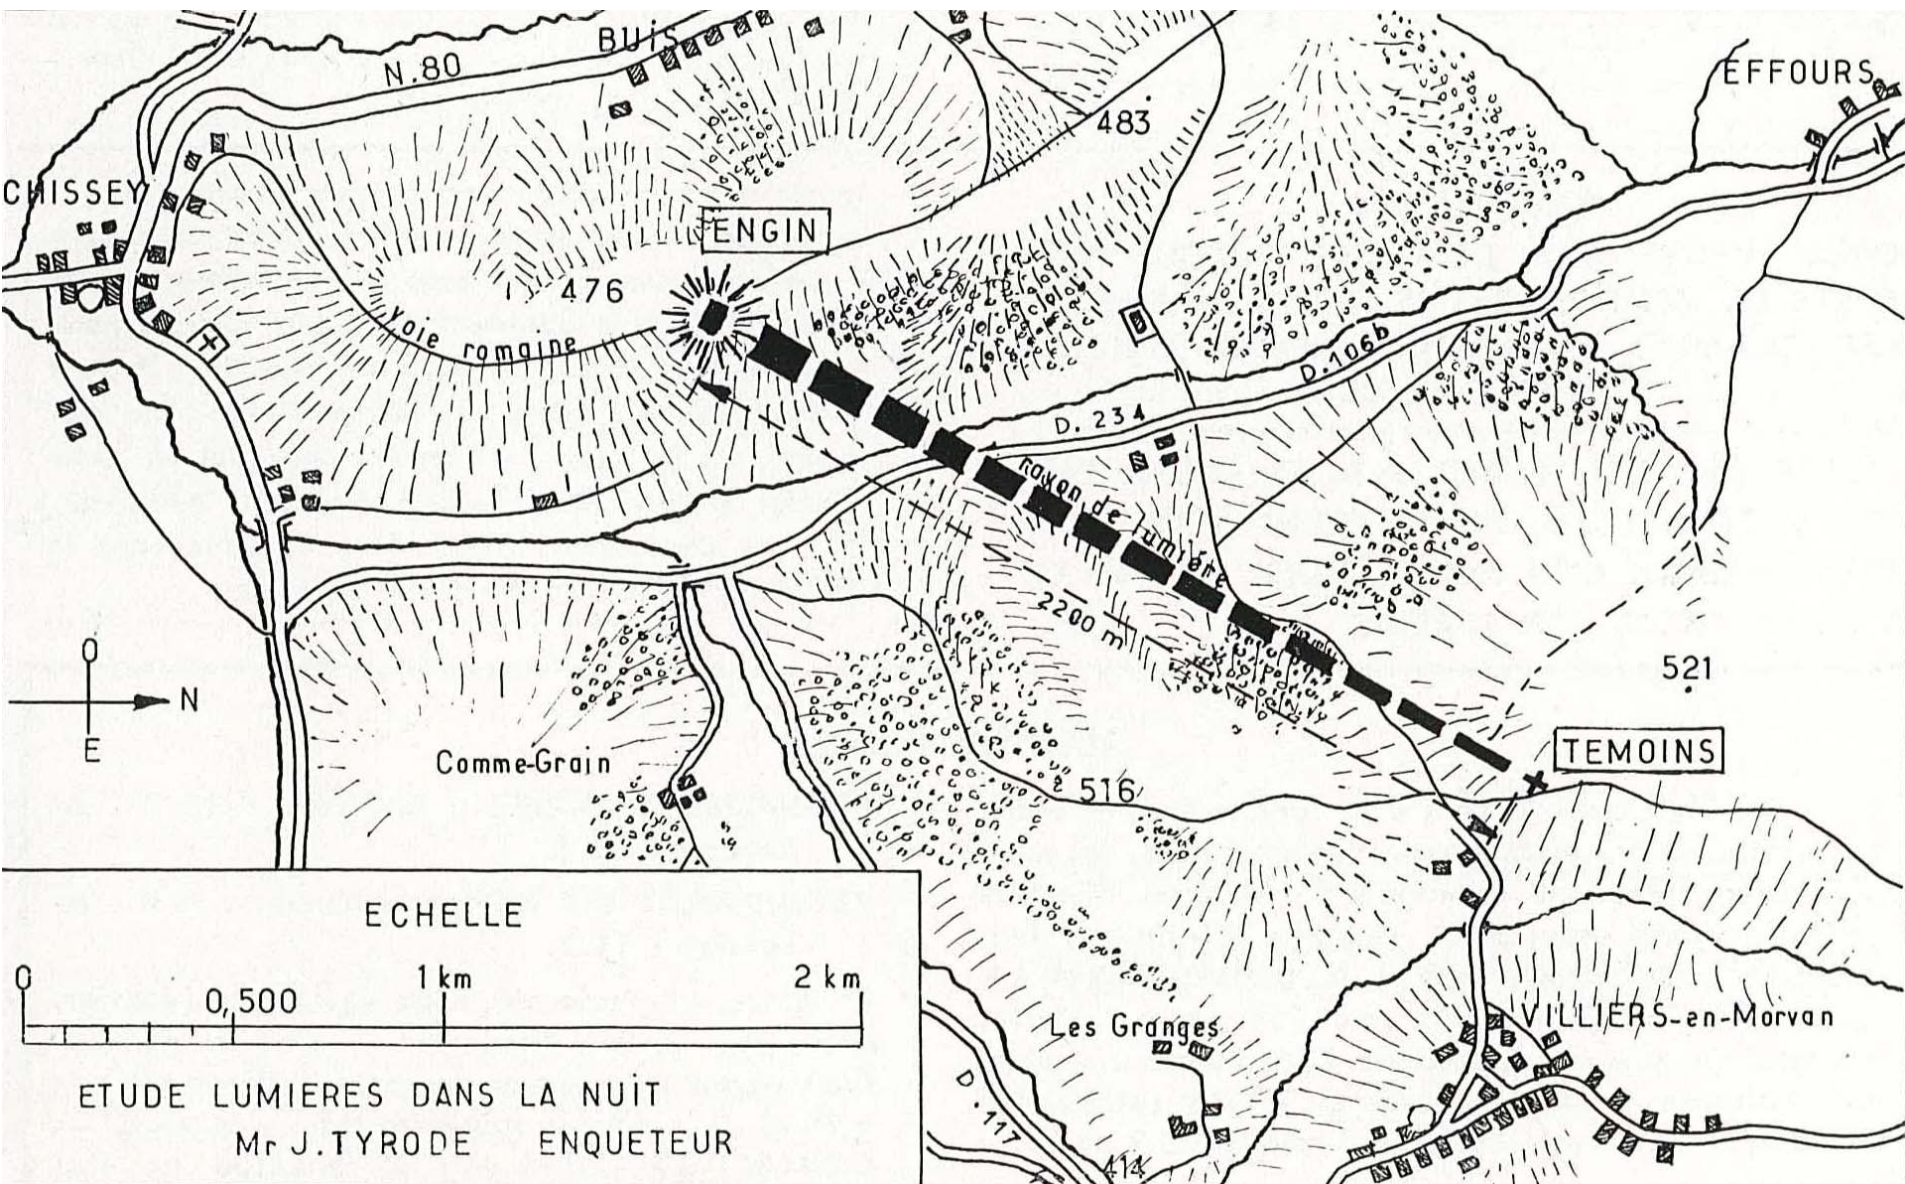 BUIS
N.80
EFFOURS
483
CHISSEY
ENGIN
476
voie romaine
D.106b
D.234
rayon de lumière
2200 m
521
O
N
E
TEMOINS
Comme-Grain
516
ECHELLE
0
0,500
1km
2 km
Les Granges
VILLIERS-en-Morvan
D.117
414
ETUDE LUMIERES DANS LA NUIT
Mr J.TYRODE ENQUETEUR